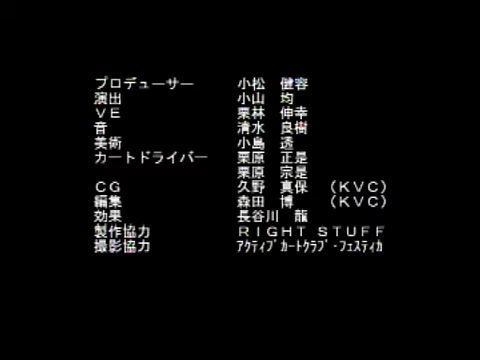 プロデューサー　小松　健容
演出　小山　均
ＶＥ　栗林　伸幸
音　清水　良樹
美術　小島　透
カートドライバー　栗原　正是
栗原　宗是
ＣＧ　久野　真保　（ＫＶＣ）
編集　森田　博　（ＫＶＣ）
効果　長谷川　龍
製作協力　ＲＩＧＨＴ　ＳＴＵＦＦ
撮影協力　ｱｸﾃｨﾌﾞｶｰﾄｸﾗﾌﾞ･ﾌｪｽﾃｨｶ